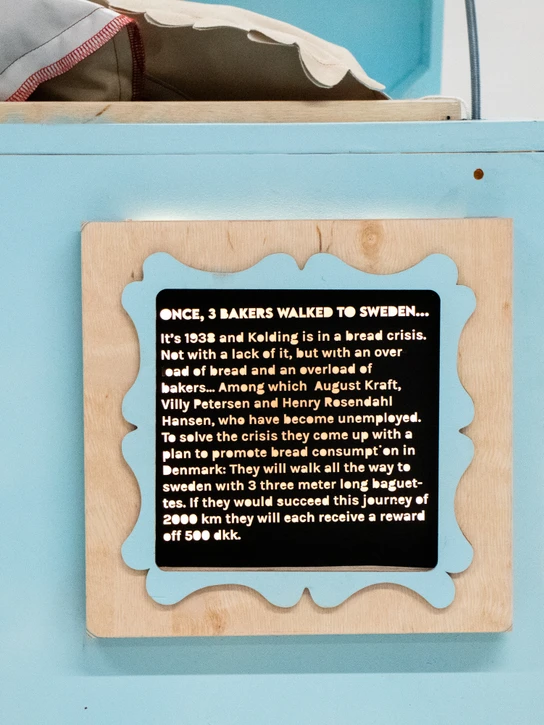 ONCE, 3 BAKERS WALKED TO SWEDEN...
It's 1938 and Kolding is in a bread crisis.
Not with a lack of it, but with an over
load of bread and an overload of
bakers... Among which August Kraft,
Villy Petersen and Henry Rosendahl
Hansen, who have become unemployed.
To solve the crisis they come up with a
plan to promote bread consumption in
Denmark: They will walk all the way to
sweden with 3 three meter long baguet-
tes. If they would succeed this journey of
2000 km they will each receive a reward
off 500 dkk.